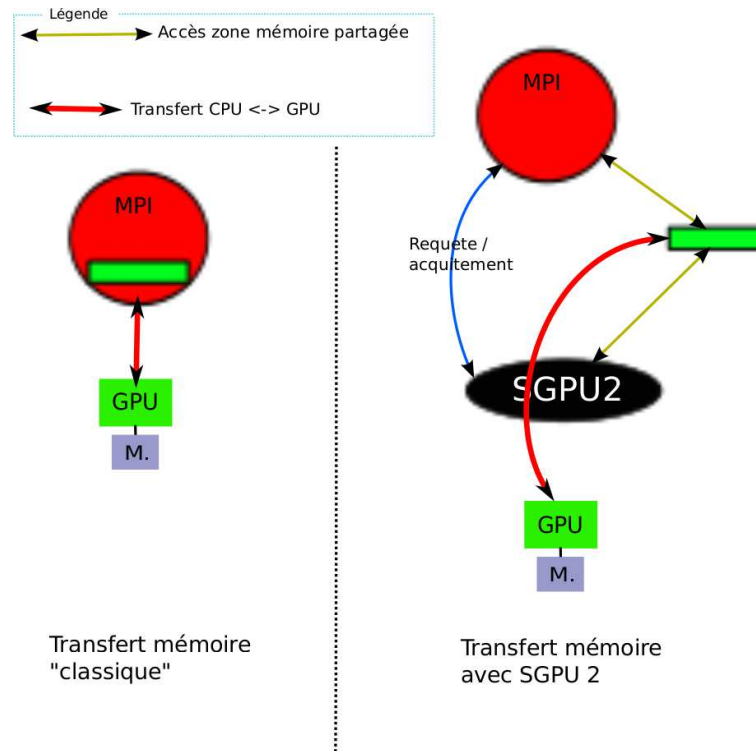 Légende
Accès zone mémoire partagée
Transfert CPU <-> GPU
MPI
GPU
M.
Transfert mémoire
"classique"
MPI
Requete /
acquitement
SGPU2
GPU
M.
Transfert mémoire
avec SGPU 2